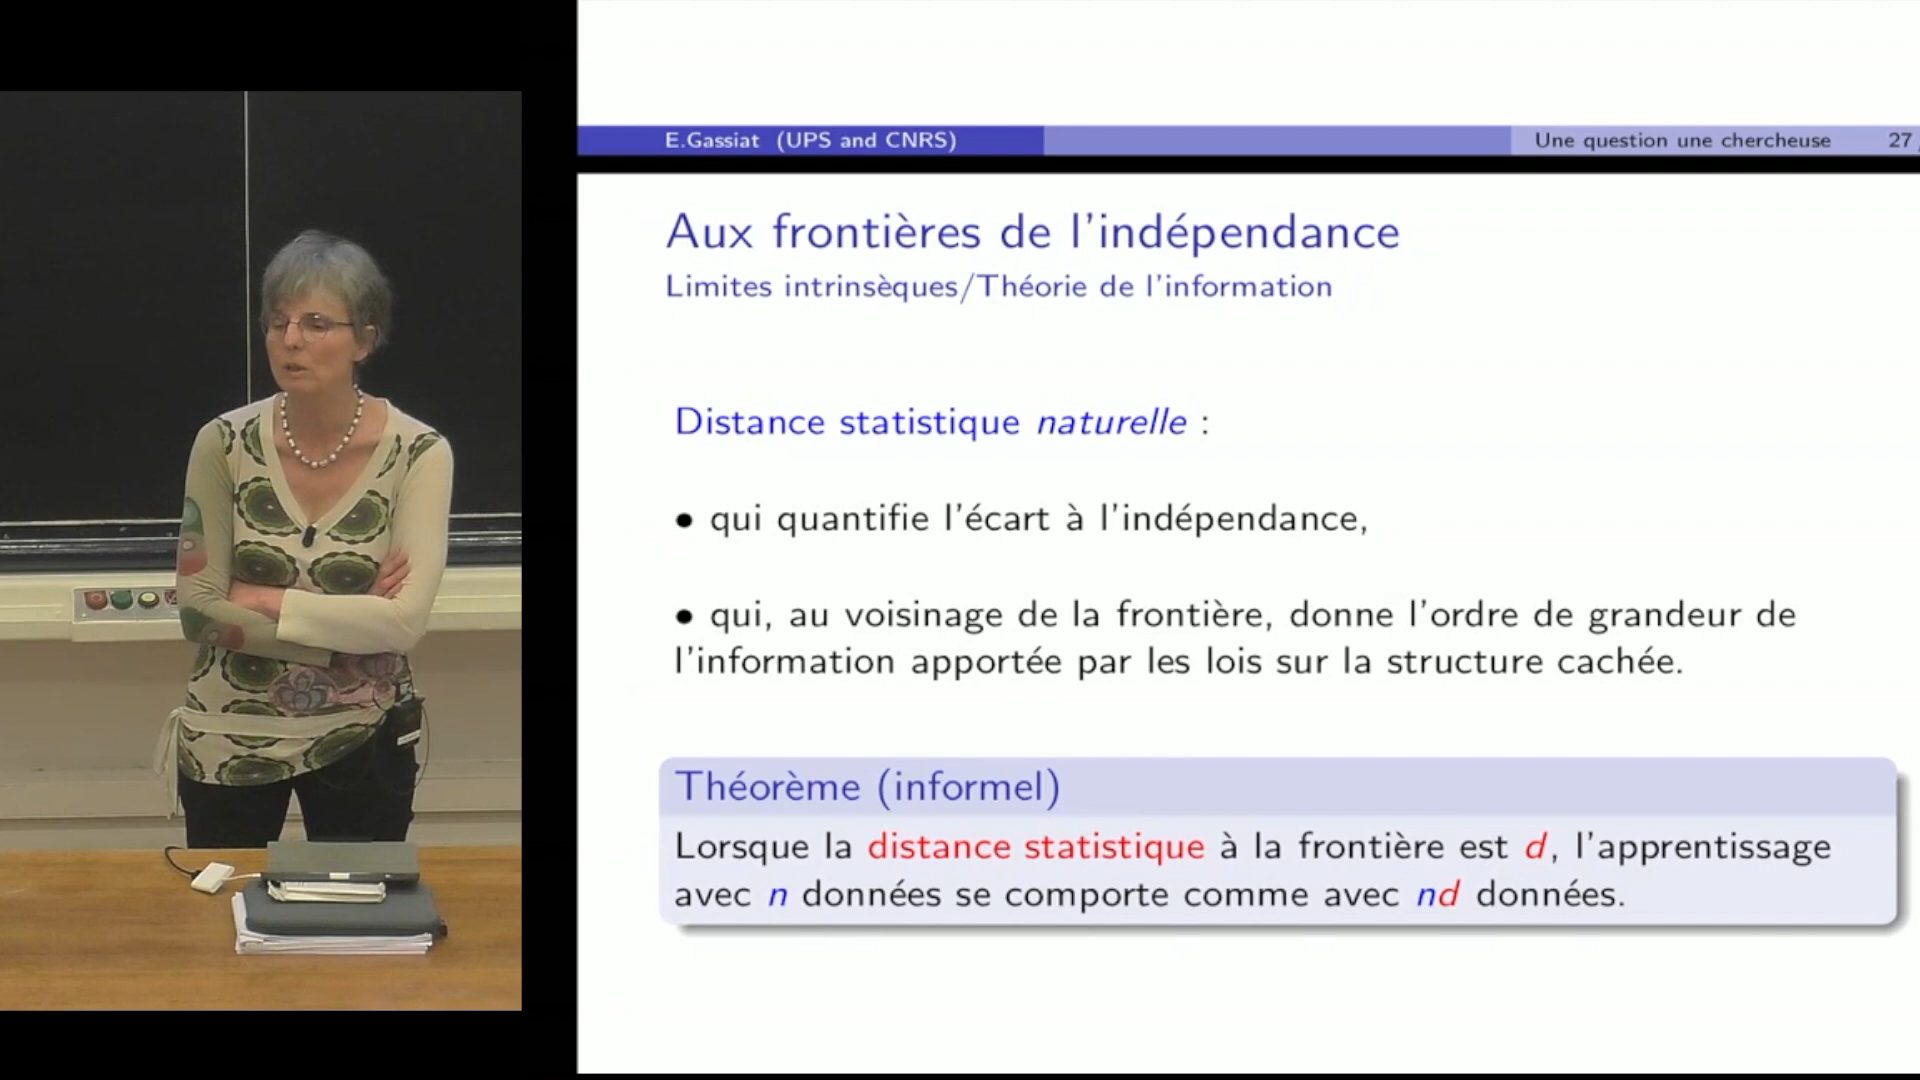 E.Gassiat (UPS and CNRS) Une question une chercheuse 27
Aux frontières de l'indépendance
Limites intrinsèques/Théorie de l'information
Distance statistique naturelle :
• qui quantifie l'écart à l'indépendance,
• qui, au voisinage de la frontière, donne l'ordre de grandeur de
l'information apportée par les lois sur la structure cachée.
Théorème (informel)
Lorsque la distance statistique à la frontière est d, l'apprentissage
avec n données se comporte comme avec nd données.